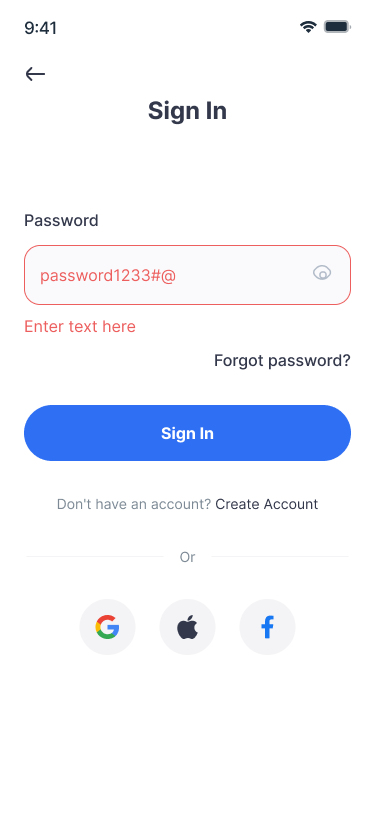 9:41
Sign In
Password
password1233#@
Enter text here
Forgot password?
Sign In
Don't have an account? Create Account
Or